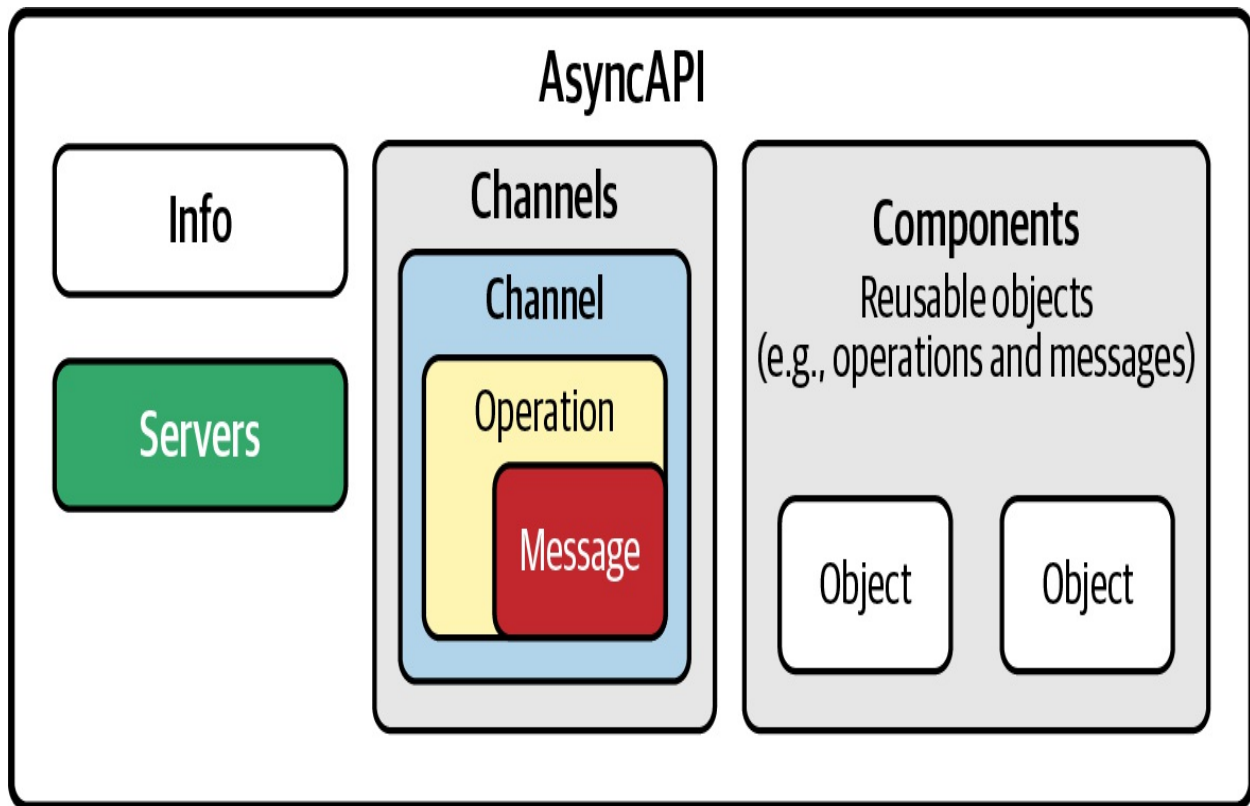 AsyncAPI
Info
Servers
Channels
Channel
Operation
Message
Components
Reusable objects
(e.g., operations and messages)
Object
Object